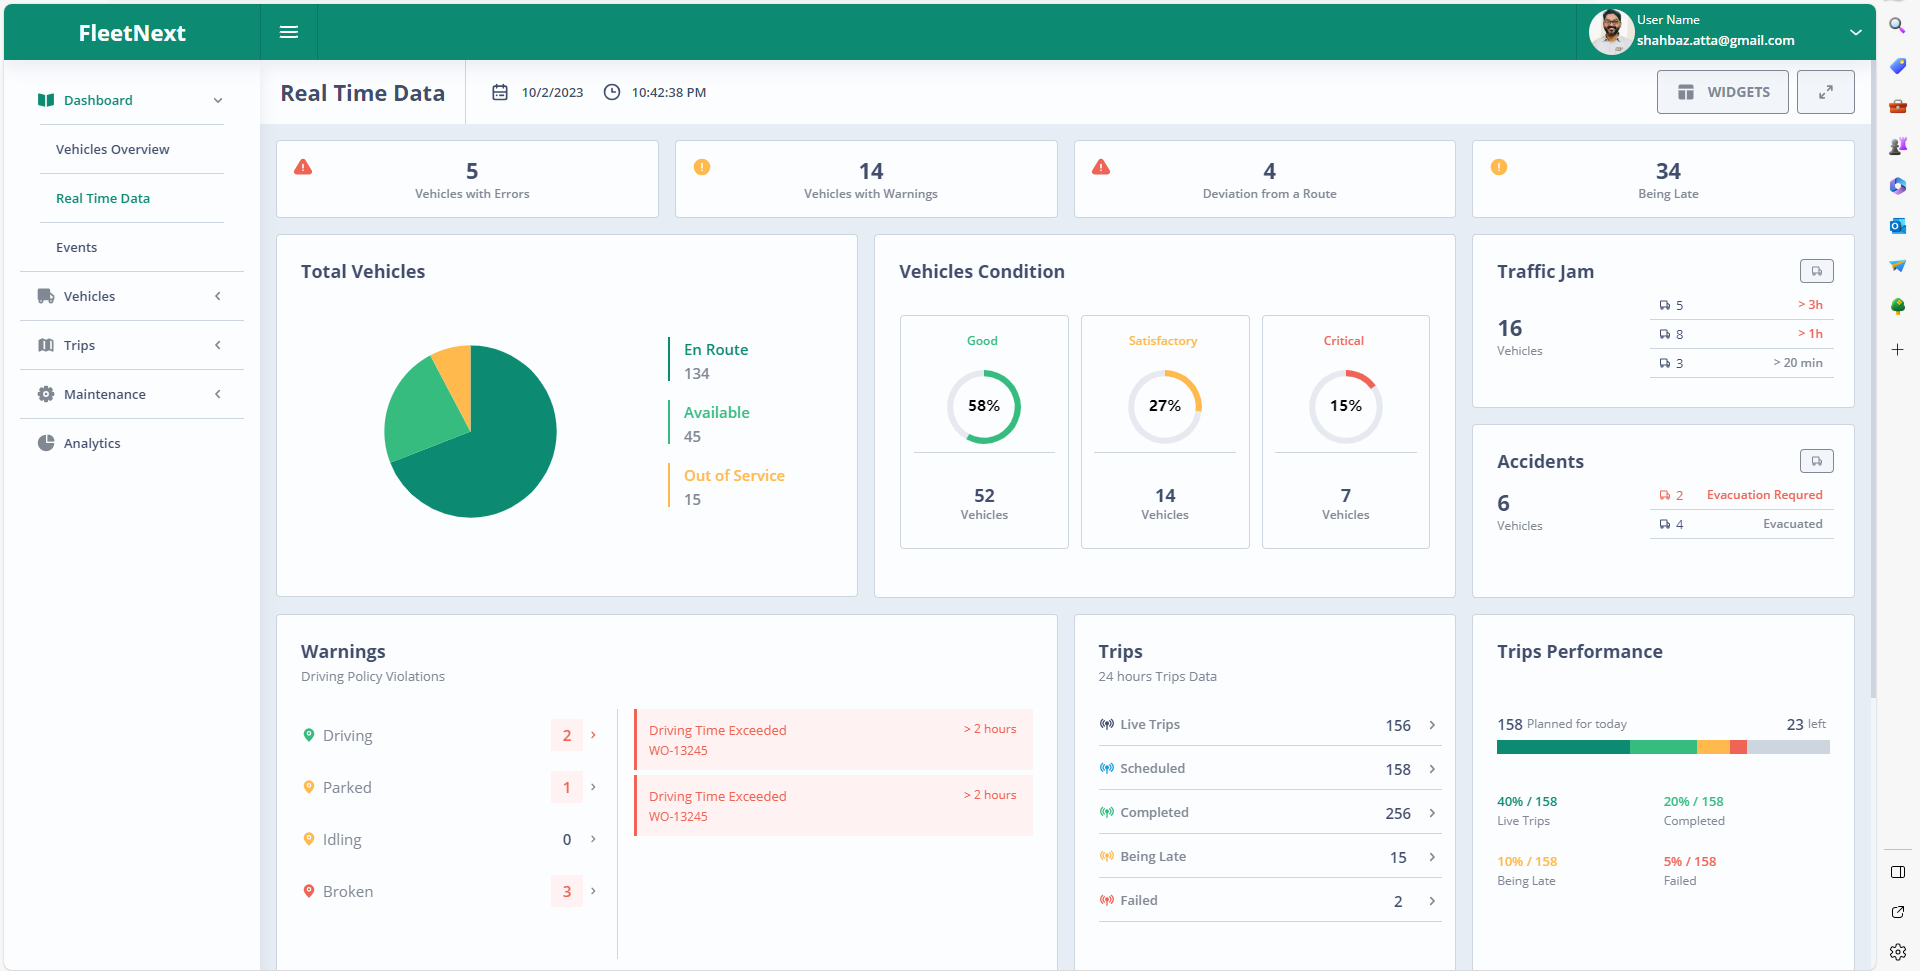 FleetNext
User Name
shahbaz.atta@gmail.com
Dashboard
Vehicles Overview
Real Time Data
Events
Vehicles
Trips
Maintenance
Analytics
Real Time Data
10/2/2023
10:42:38 PM
WIDGETS
5
Vehicles with Errors
14
Vehicles with Warnings
4
Deviation from a Route
34
Being Late
Total Vehicles
En Route
134
Available
45
Out of Service
15
Vehicles Condition
Good
58%
52
Vehicles
Satisfactory
27%
14
Vehicles
Critical
15%
7
Vehicles
Traffic Jam
16
Vehicles
5 > 3h
8 > 1h
3 > 20 min
Accidents
6
Vehicles
2 Evacuation Requred
4 Evacuated
Warnings
Driving Policy Violations
Driving 2
Parked 1
Idling 0
Broken 3
Driving Time Exceeded > 2 hours
WO-13245
Driving Time Exceeded > 2 hours
WO-13245
Trips
24 hours Trips Data
Live Trips 156
Scheduled 158
Completed 256
Being Late 15
Failed 2
Trips Performance
158 Planned for today 23 left
40% / 158
Live Trips
20% / 158
Completed
10% / 158
Being Late
5% / 158
Failed